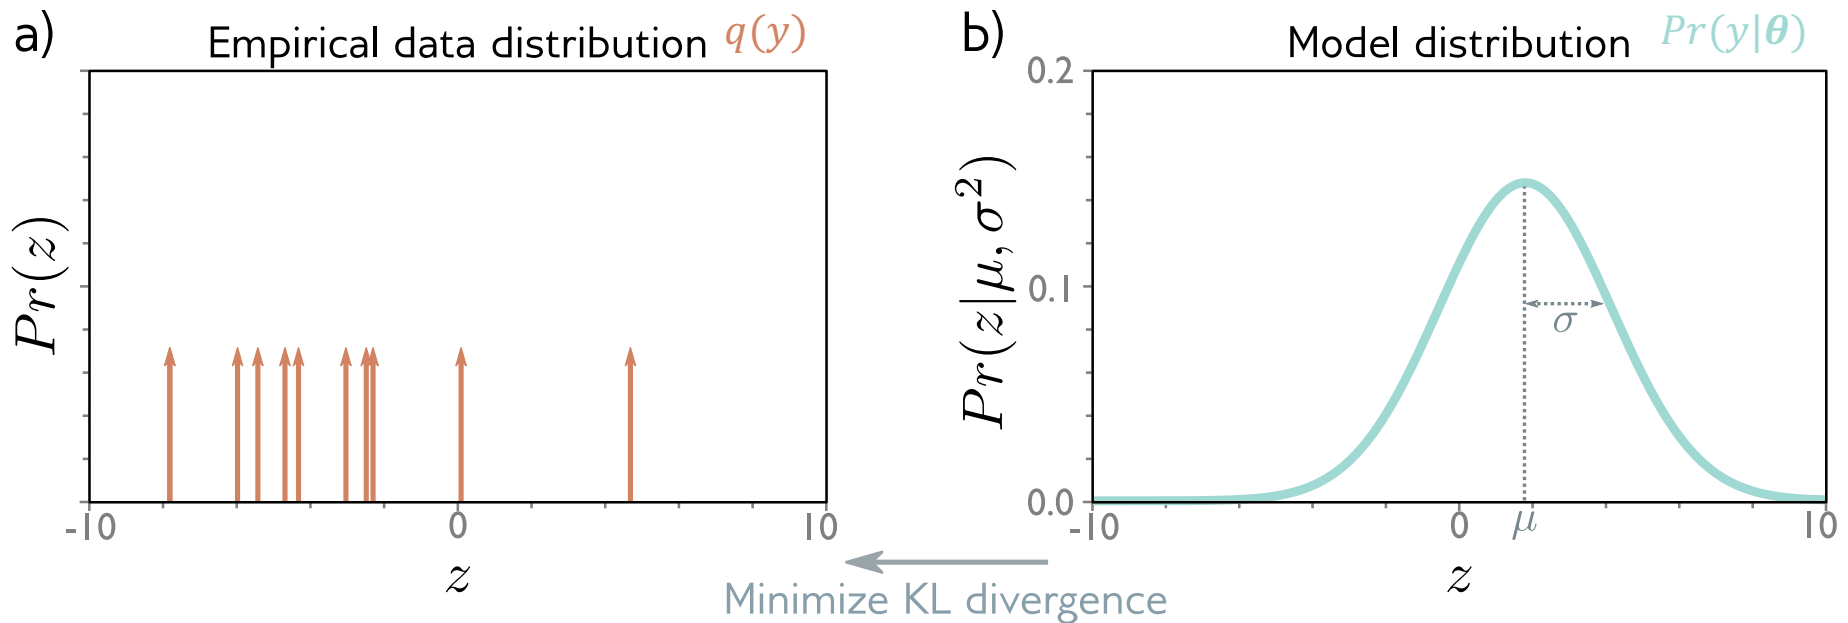 a)
Empirical data distribution q(y)
Pr(z)
-10
0
10
z
b)
Model distribution Pr(y|θ)
Pr(z|μ, σ²)
0.2
0.1
0.0
σ
-10
0
μ
10
z
Minimize KL divergence